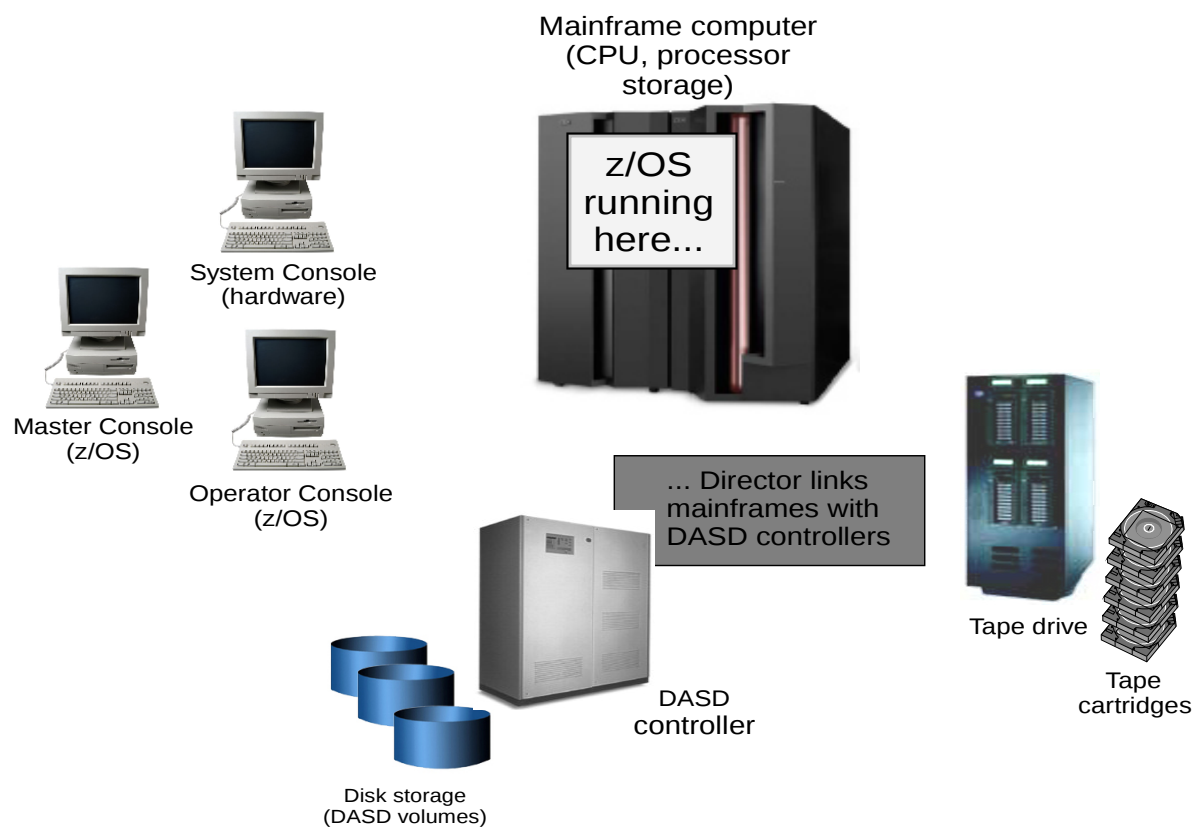 Mainframe computer
(CPU, processor
storage)
z/OS
running
here...
System Console
(hardware)
Master Console
(z/OS)
Operator Console
(z/OS)
... Director links
mainframes with
DASD controllers
Tape drive
Tape
cartridges
DASD
controller
Disk storage
(DASD volumes)